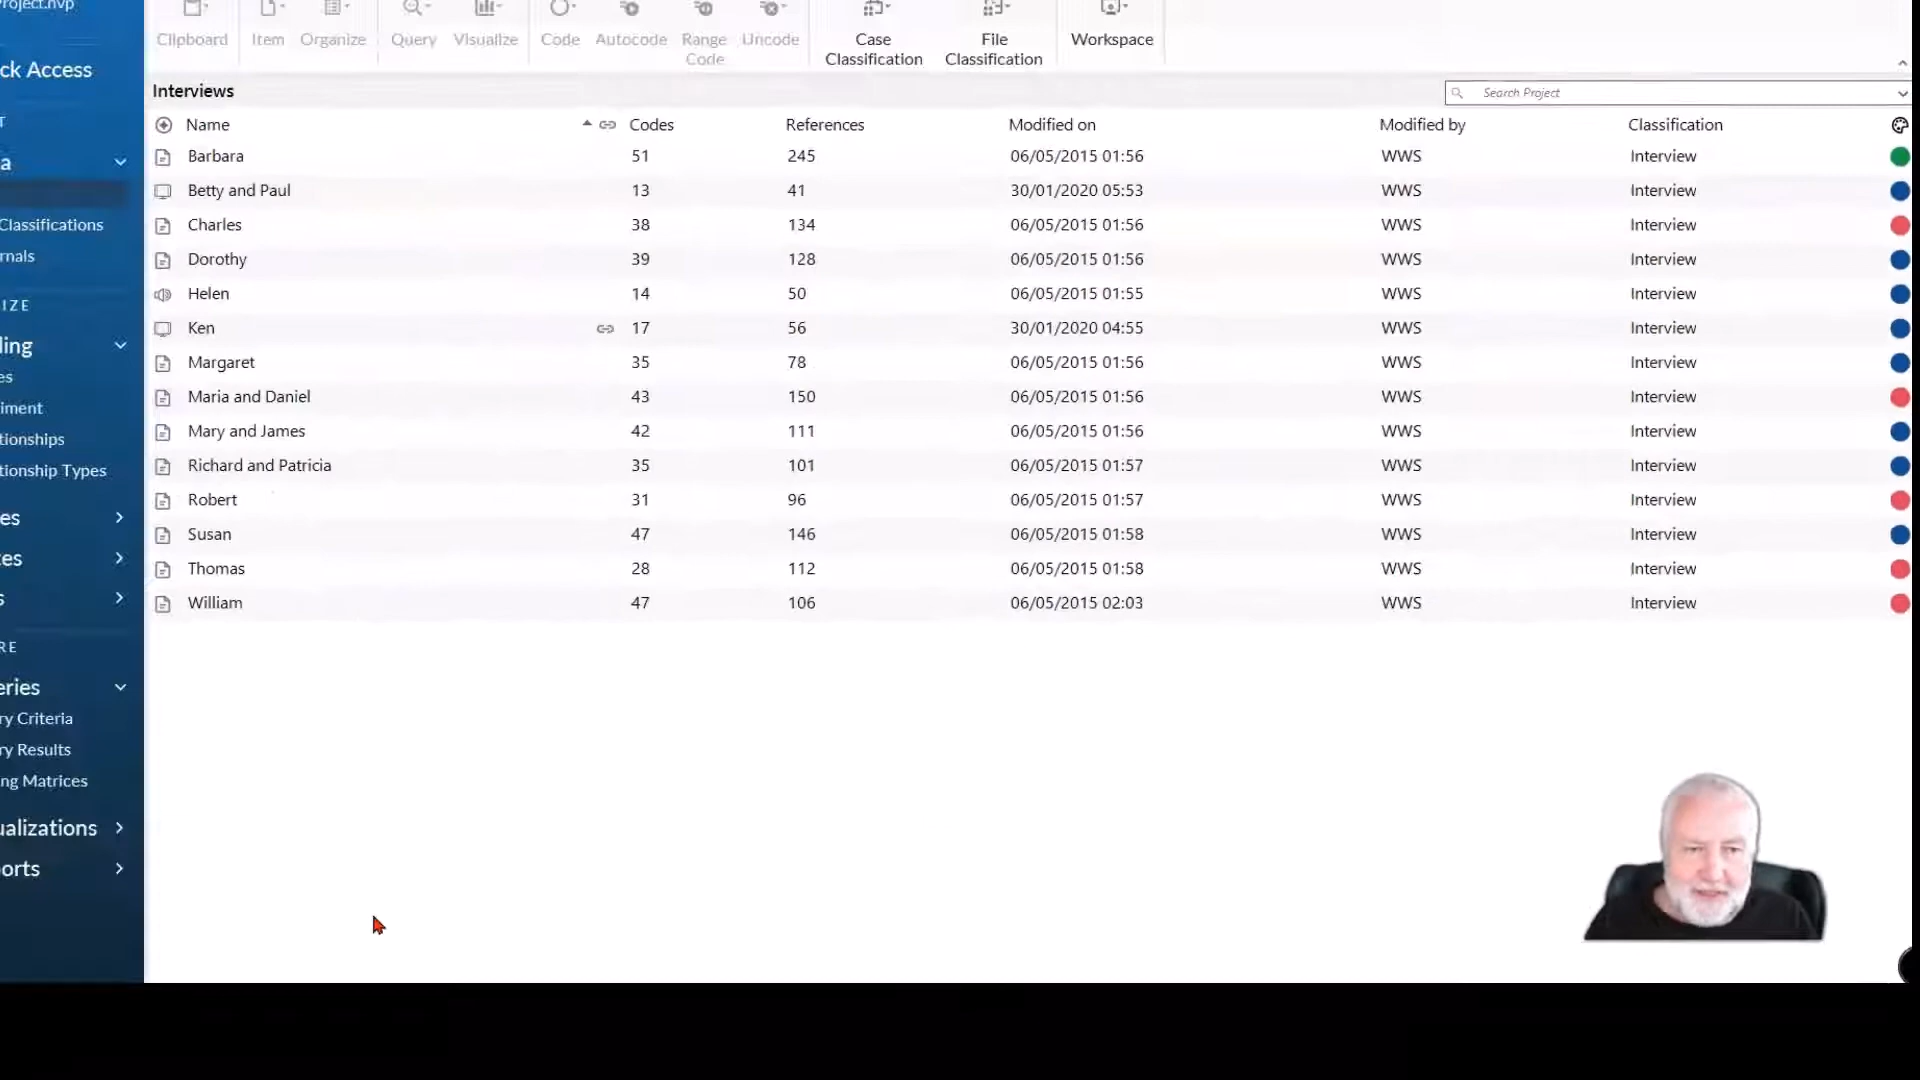 roject.nvp
Clipboard Item Organize Query Visualize Code Autocode Range Code Uncode Case Classification File Classification Workspace
ck Access
T
a
Classifications
rnals
IZE
ling
es
iment
tionships
tionship Types
es
tes
s
RE
eries
ry Criteria
ry Results
ng Matrices
ualizations
orts
Interviews
Search Project
Name Codes References Modified on Modified by Classification
Barbara 51 245 06/05/2015 01:56 WWS Interview
Betty and Paul 13 41 30/01/2020 05:53 WWS Interview
Charles 38 134 06/05/2015 01:56 WWS Interview
Dorothy 39 128 06/05/2015 01:56 WWS Interview
Helen 14 50 06/05/2015 01:55 WWS Interview
Ken 17 56 30/01/2020 04:55 WWS Interview
Margaret 35 78 06/05/2015 01:56 WWS Interview
Maria and Daniel 43 150 06/05/2015 01:56 WWS Interview
Mary and James 42 111 06/05/2015 01:56 WWS Interview
Richard and Patricia 35 101 06/05/2015 01:57 WWS Interview
Robert 31 96 06/05/2015 01:57 WWS Interview
Susan 47 146 06/05/2015 01:58 WWS Interview
Thomas 28 112 06/05/2015 01:58 WWS Interview
William 47 106 06/05/2015 02:03 WWS Interview